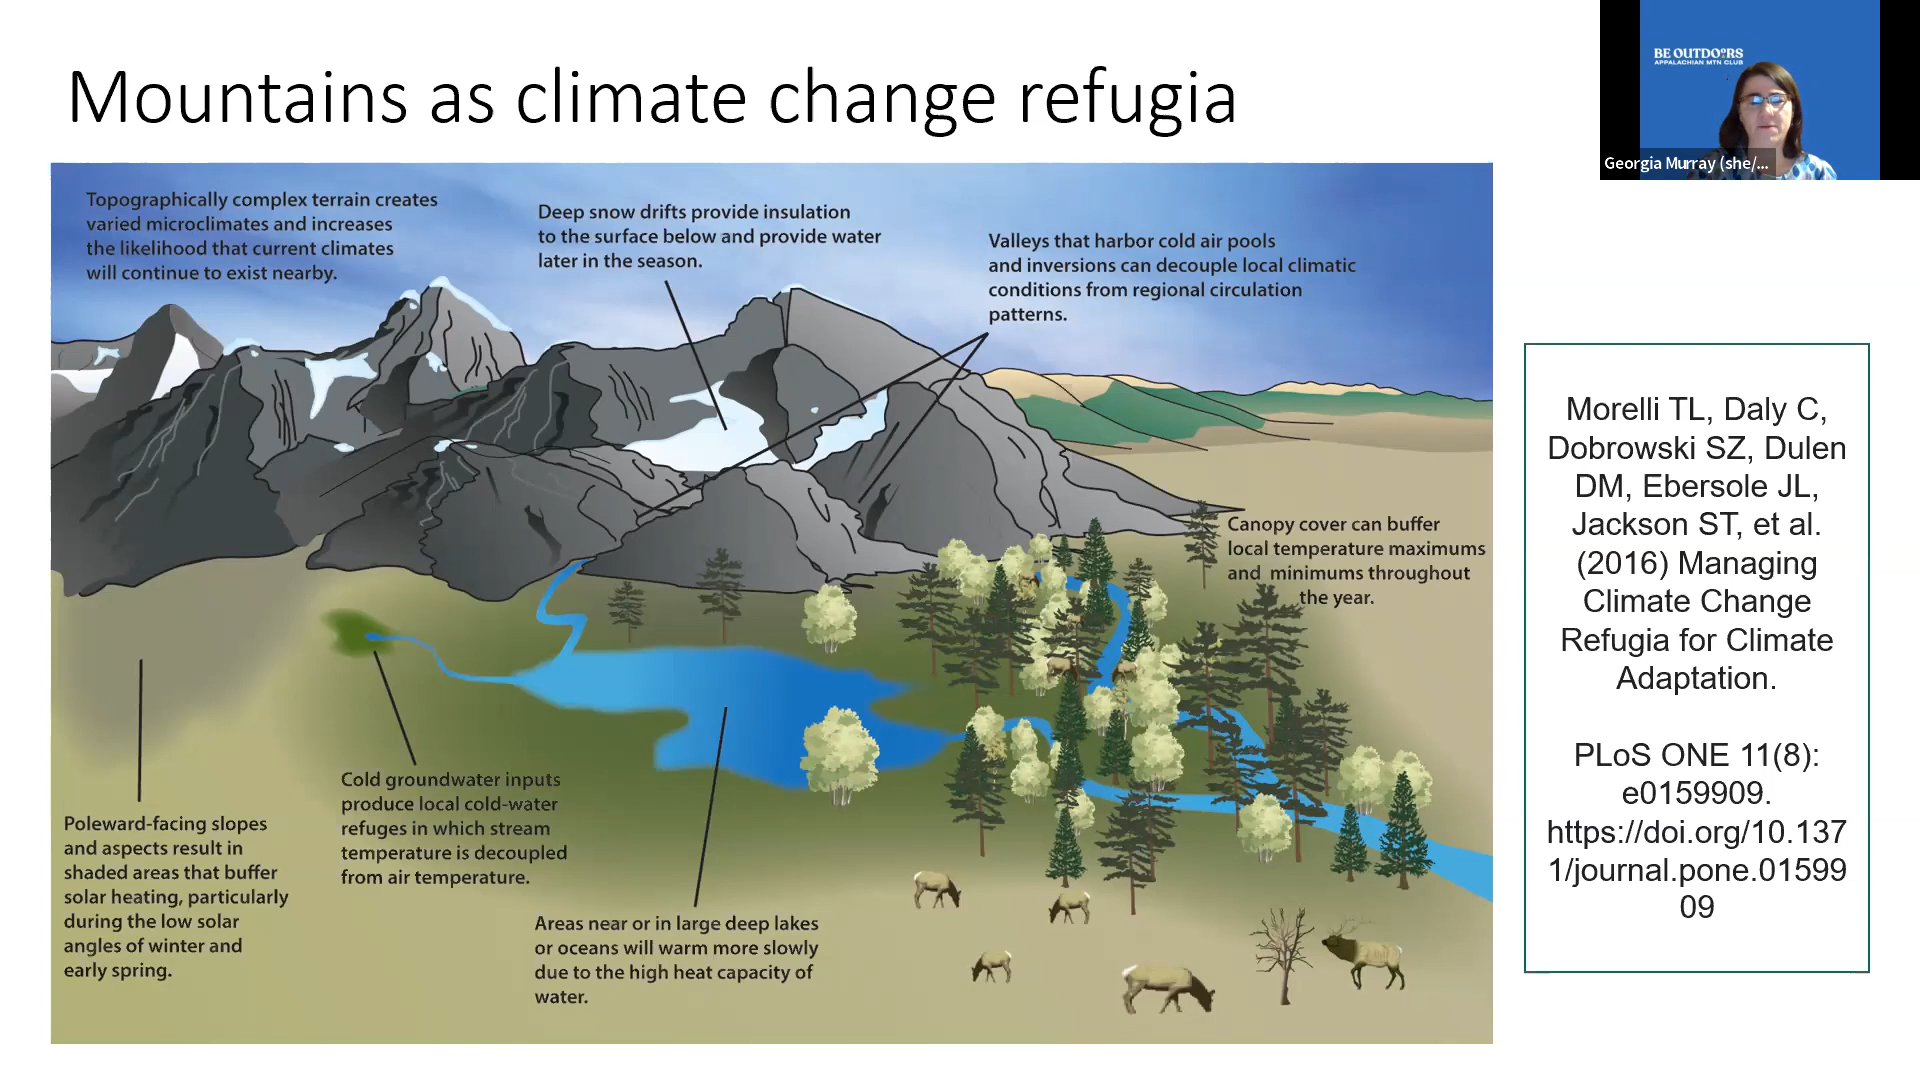 Mountains as climate change refugia
BE OUTDOORS
APPALACHIAN MTN CLUB
Georgia Murray (she/...
Topographically complex terrain creates
varied microclimates and increases
the likelihood that current climates
will continue to exist nearby.
Deep snow drifts provide insulation
to the surface below and provide water
later in the season.
Valleys that harbor cold air pools
and inversions can decouple local climatic
conditions from regional circulation
patterns.
Canopy cover can buffer
local temperature maximums
and minimums throughout
the year.
Poleward-facing slopes
and aspects result in
shaded areas that buffer
solar heating, particularly
during the low solar
angles of winter and
early spring.
Cold groundwater inputs
produce local cold-water
refuges in which stream
temperature is decoupled
from air temperature.
Areas near or in large deep lakes
or oceans will warm more slowly
due to the high heat capacity of
water.
Morelli TL, Daly C,
Dobrowski SZ, Dulen
DM, Ebersole JL,
Jackson ST, et al.
(2016) Managing
Climate Change
Refugia for Climate
Adaptation.
PLoS ONE 11(8):
e0159909.
https://doi.org/10.137
1/journal.pone.01599
09